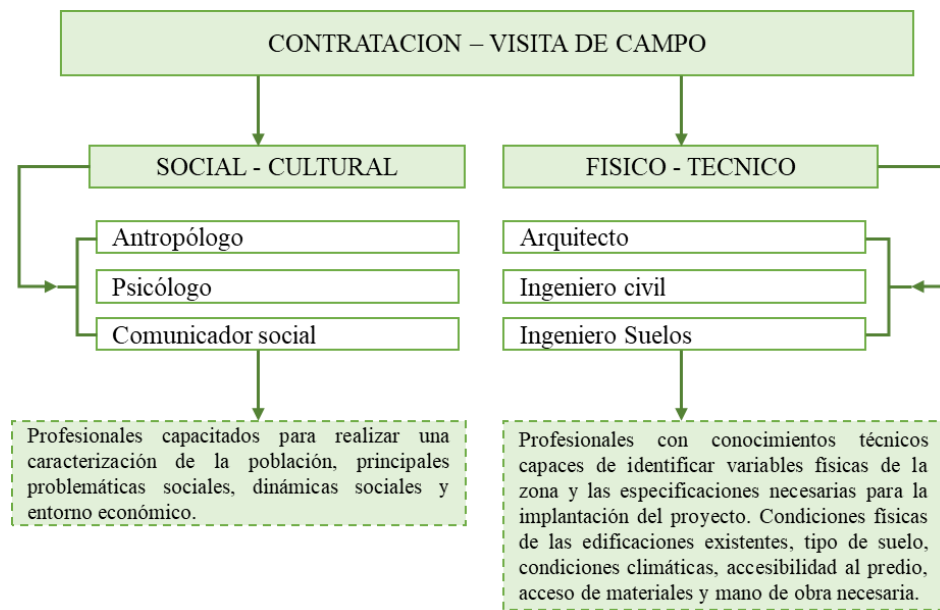 CONTRATACION – VISITA DE CAMPO
SOCIAL - CULTURAL
Antropólogo
Psicólogo
Comunicador social
Profesionales capacitados para realizar una
caracterización de la población, principales
problemáticas sociales, dinámicas sociales y
entorno económico.
FISICO - TECNICO
Arquitecto
Ingeniero civil
Ingeniero Suelos
Profesionales con conocimientos técnicos
capaces de identificar variables físicas de la
zona y las especificaciones necesarias para la
implantación del proyecto. Condiciones físicas
de las edificaciones existentes, tipo de suelo,
condiciones climáticas, accesibilidad al predio,
acceso de materiales y mano de obra necesaria.